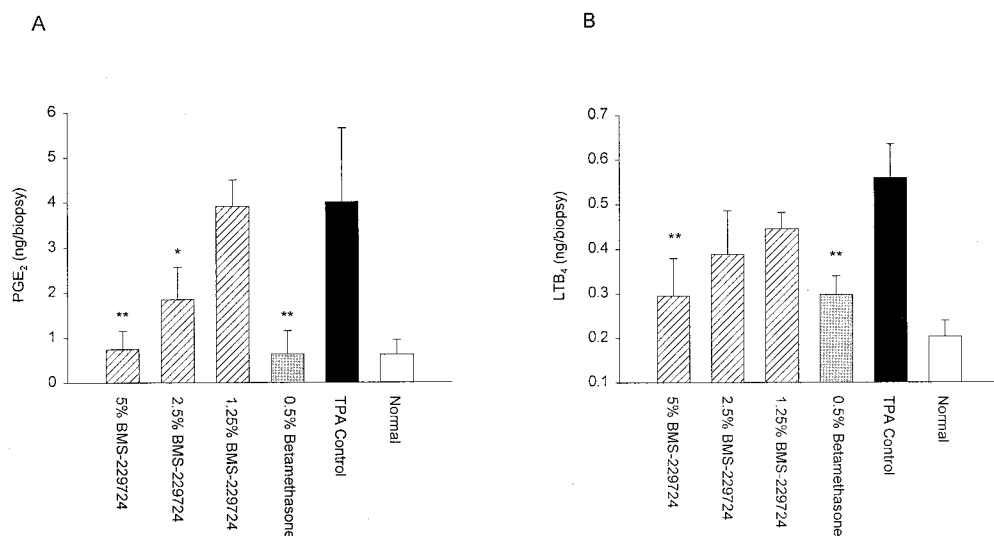 A
PGE2 (ng/biopsy)
6
5
4
3
2
1
0
**
*
**
5% BMS-229724
2.5% BMS-229724
1.25% BMS-229724
0.5% Betamethasone
TPA Control
Normal
B
LTB4 (ng/biopsy)
0.7
0.6
0.5
0.4
0.3
0.2
0.1
**
**
5% BMS-229724
2.5% BMS-229724
1.25% BMS-229724
0.5% Betamethasone
TPA Control
Normal